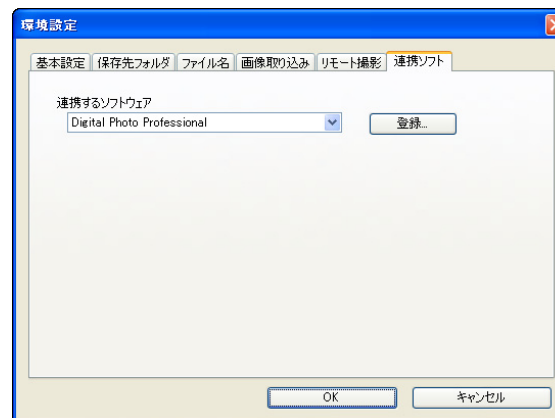 環境設定
基本設定 保存先フォルダ ファイル名 画像取り込み リモート撮影 連携ソフト
連携するソフトウェア
Digital Photo Professional 登録...
OK キャンセル